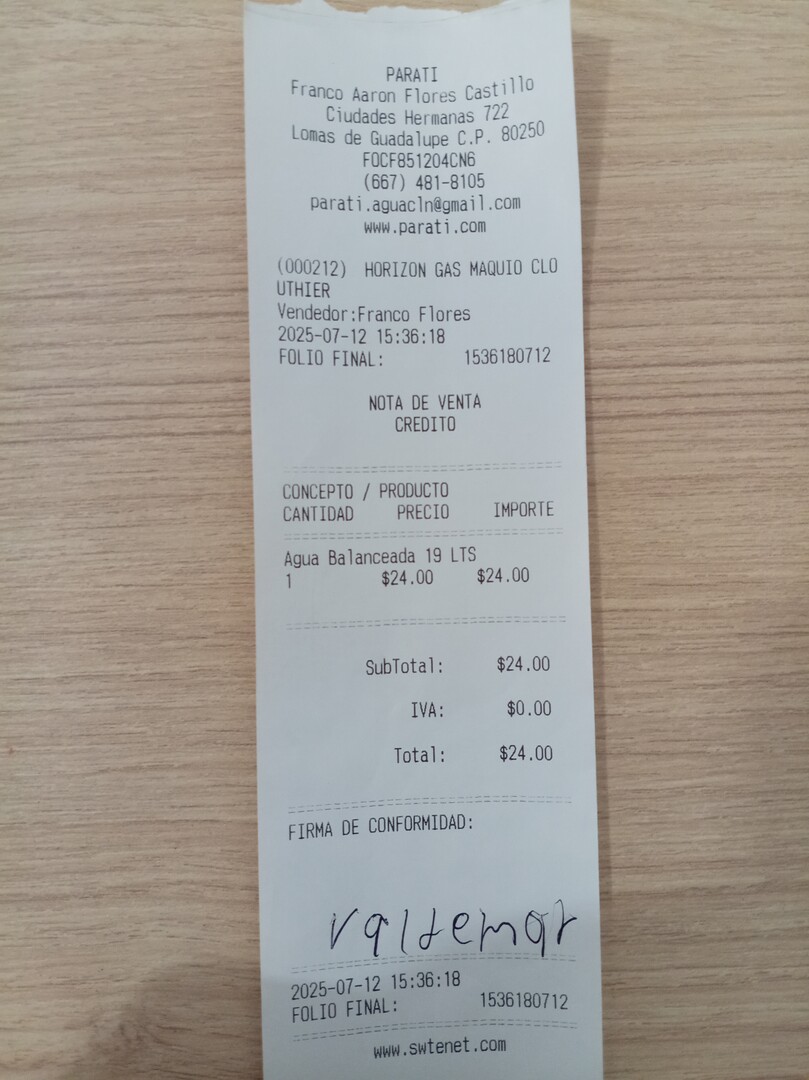 PARATI
Franco Aaron Flores Castillo
Ciudades Hermanas 722
Lomas de Guadalupe C.P. 80250
FOCF851204CN6
(667) 481-8105
parati.aguacln@gmail.com
www.parati.com
(000212) HORIZON GAS MAQUIO CLO
UTHIER
Vendedor:Franco Flores
2025-07-12 15:36:18
FOLIO FINAL: 1536180712
NOTA DE VENTA
CREDITO
CONCEPTO / PRODUCTO
CANTIDAD PRECIO IMPORTE
Agua Balanceada 19 LTS
1 $24.00 $24.00
SubTotal: $24.00
IVA: $0.00
Total: $24.00
FIRMA DE CONFORMIDAD:
Valdemar
2025-07-12 15:36:18
FOLIO FINAL: 1536180712
www.swtenet.com